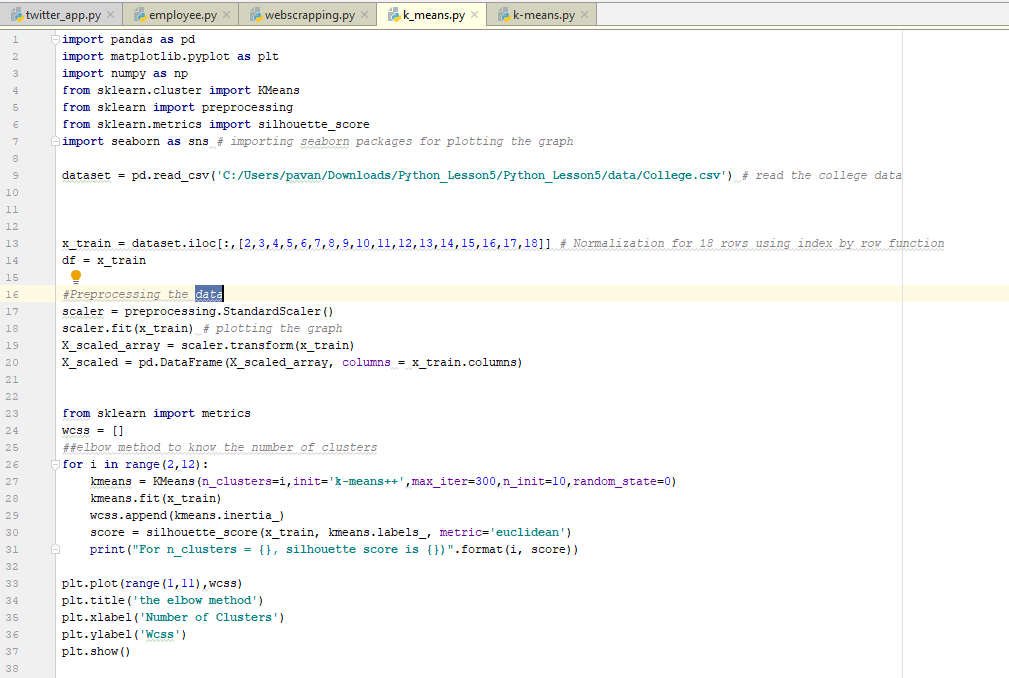 twitter_app.py employee.py webscrapping.py k_means.py k-means.py
1 import pandas as pd
2 import matplotlib.pyplot as plt
3 import numpy as np
4 from sklearn.cluster import KMeans
5 from sklearn import preprocessing
6 from sklearn.metrics import silhouette_score
7 import seaborn as sns # importing seaborn packages for plotting the graph
8
9 dataset = pd.read_csv('C:/Users/pavan/Downloads/Python_Lesson5/Python_Lesson5/data/College.csv') # read the college data
10
11
12
13 x_train = dataset.iloc[:,[2,3,4,5,6,7,8,9,10,11,12,13,14,15,16,17,18]] # Normalization for 18 rows using index by row function
14 df = x_train
15
16 #Preprocessing the data
17 scaler = preprocessing.StandardScaler()
18 scaler.fit(x_train) # plotting the graph
19 X_scaled_array = scaler.transform(x_train)
20 X_scaled = pd.DataFrame(X_scaled_array, columns = x_train.columns)
21
22
23 from sklearn import metrics
24 wcss = []
25 ##elbow method to know the number of clusters
26 for i in range(2,12):
27     kmeans = KMeans(n_clusters=i,init='k-means++',max_iter=300,n_init=10,random_state=0)
28     kmeans.fit(x_train)
29     wcss.append(kmeans.inertia_)
30     score = silhouette_score(x_train, kmeans.labels_, metric='euclidean')
31     print("For n_clusters = {}, silhouette score is {})".format(i, score))
32
33 plt.plot(range(1,11),wcss)
34 plt.title('the elbow method')
35 plt.xlabel('Number of Clusters')
36 plt.ylabel('Wcss')
37 plt.show()
38